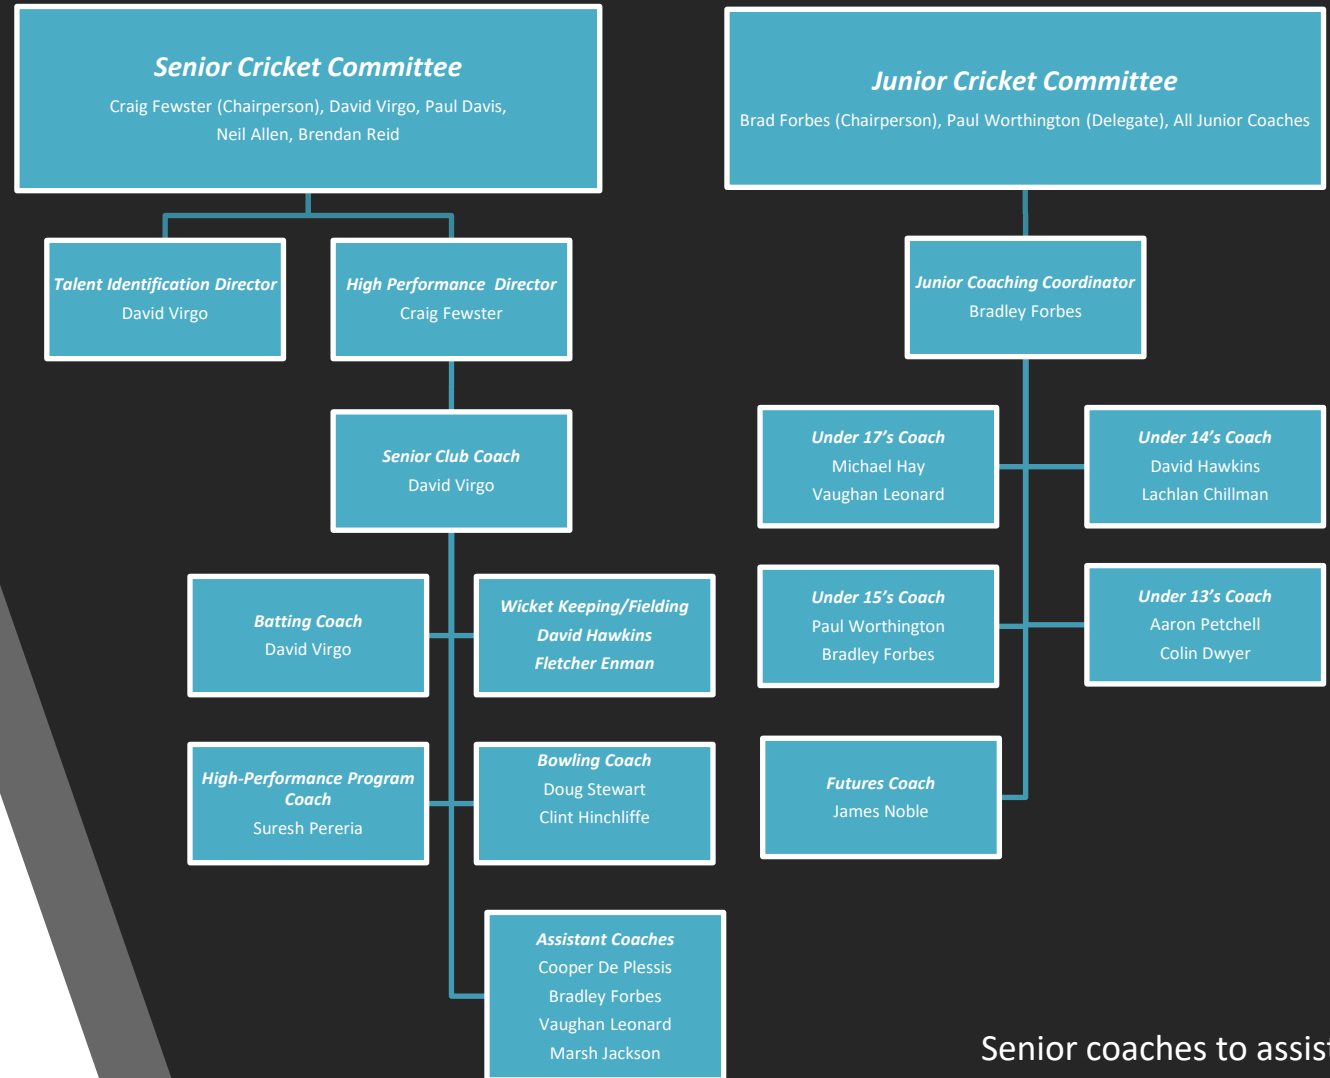 Senior Cricket Committee
Craig Fewster (Chairperson), David Virgo, Paul Davis,
Neil Allen, Brendan Reid
Talent Identification Director
David Virgo
High Performance  Director
Craig Fewster
Senior Club Coach
David Virgo
Batting Coach
David Virgo
Wicket Keeping/Fielding
David Hawkins
Fletcher Enman
High-Performance Program
Coach
Suresh Pereria
Bowling Coach
Doug Stewart
Clint Hinchliffe
Assistant Coaches
Cooper De Plessis
Bradley Forbes
Vaughan Leonard
Marsh Jackson
Junior Cricket Committee
Brad Forbes (Chairperson), Paul Worthington (Delegate), All Junior Coaches
Junior Coaching Coordinator
Bradley Forbes
Under 17’s Coach
Michael Hay
Vaughan Leonard
Under 14’s Coach
David Hawkins
Lachlan Chillman
Under 15’s Coach
Paul Worthington
Bradley Forbes
Under 13’s Coach
Aaron Petchell
Colin Dwyer
Futures Coach
James Noble
Senior coaches to assist